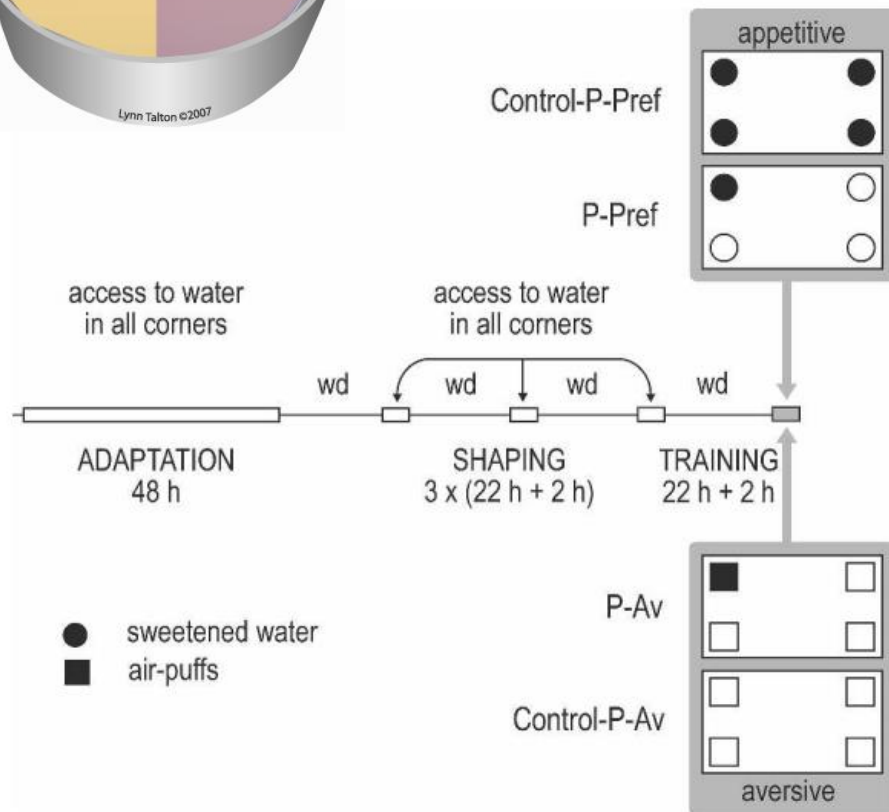 Lynn Talton ©2007
appetitive
Control-P-Pref
P-Pref
access to water
in all corners
access to water
in all corners
wd
wd
wd
wd
ADAPTATION
48 h
SHAPING
3 x (22 h + 2 h)
TRAINING
22 h + 2 h
P-Av
sweetened water
air-puffs
Control-P-Av
aversive